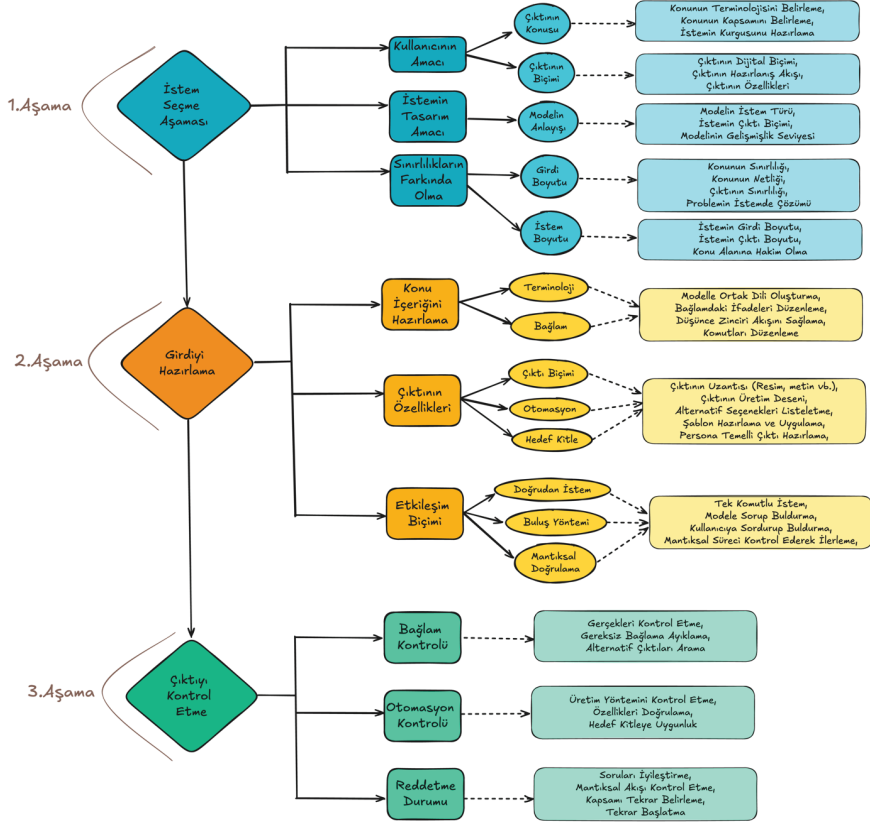 1.Aşama
İstem
Seçme
Aşaması
Kullanıcının
Amacı
Çıktının
Konusu
Konunun Terminolojisini Belirleme,
Konunun Kapsamını Belirleme,
İstemin Kurgusunu Hazırlama
Çıktının
Biçimi
Çıktının Dijital Biçimi,
Çıktının Hazırlanış Akışı,
Çıktının Özellikleri
İstemin
Tasarım
Amacı
Modelin
Anlayışı
Modelin İstem Türü,
İstemin Çıktı Biçimi,
Modelinin Gelişmişlik Seviyesi
Sınırlılıkların
Farkında
Olma
Girdi
Boyutu
Konunun Sınırlılığı,
Konunun Netliği,
Çıktının Sınırlılığı,
Problemin İstemde Çözümü
İstem
Boyutu
İstemin Girdi Boyutu,
İstemin Çıktı Boyutu,
Konu Alanına Hakim Olma
2.Aşama
Girdiyi
Hazırlama
Konu
İçeriğini
Hazırlama
Terminoloji
Bağlam
Modelle Ortak Dili Oluşturma,
Bağlamdaki İfadeleri Düzenleme,
Düşünce Zinciri Akışını Sağlama,
Komutları Düzenleme
Çıktının
Özellikleri
Çıktı Biçimi
Otomasyon
Hedef Kitle
Çıktının Uzantısı (Resim, metin vb.),
Çıktının Üretim Deseni,
Alternatif Seçenekleri Listeletme,
Şablon Hazırlama ve Uygulama,
Persona Temelli Çıktı Hazırlama,
Etkileşim
Biçimi
Doğrudan İstem
Buluş Yöntemi
Mantıksal
Doğrulama
Tek Komutlu İstem,
Modele Sorup Buldurma,
Kullanıcıya Sordurup Buldurma,
Mantıksal Süreci Kontrol Ederek İlerleme,
3.Aşama
Çıktıyı
Kontrol
Etme
Bağlam
Kontrolü
Gerçekleri Kontrol Etme,
Gereksiz Bağlama Ayıklama,
Alternatif Çıktıları Arama
Otomasyon
Kontrolü
Üretim Yöntemini Kontrol Etme,
Özellikleri Doğrulama,
Hedef Kitleye Uygunluk
Reddetme
Durumu
Soruları İyileştirme,
Mantıksal Akışı Kontrol Etme,
Kapsamı Tekrar Belirleme,
Tekrar Başlatma